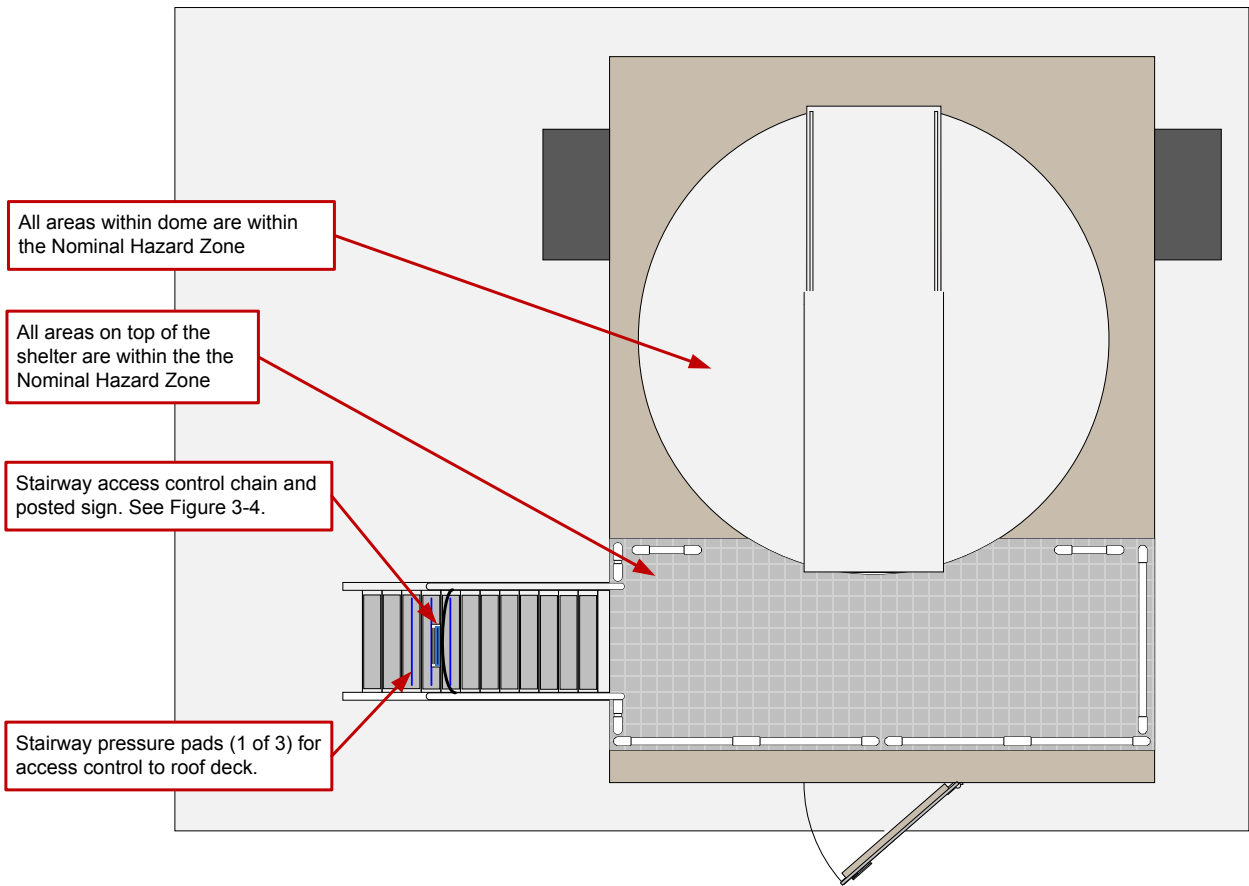 All areas within dome are within
the Nominal Hazard Zone
All areas on top of the
shelter are within the the
Nominal Hazard Zone
Stairway access control chain and
posted sign. See Figure 3-4.
Stairway pressure pads (1 of 3) for
access control to roof deck.